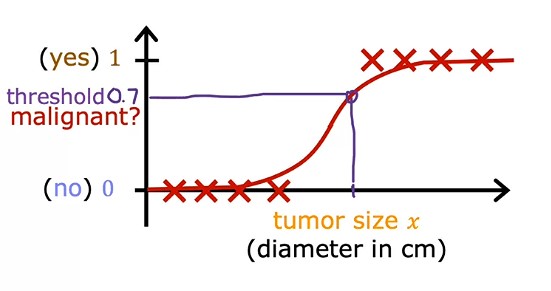 (yes) 1
threshold 0.7
malignant?
(no) 0
tumor size x
(diameter in cm)